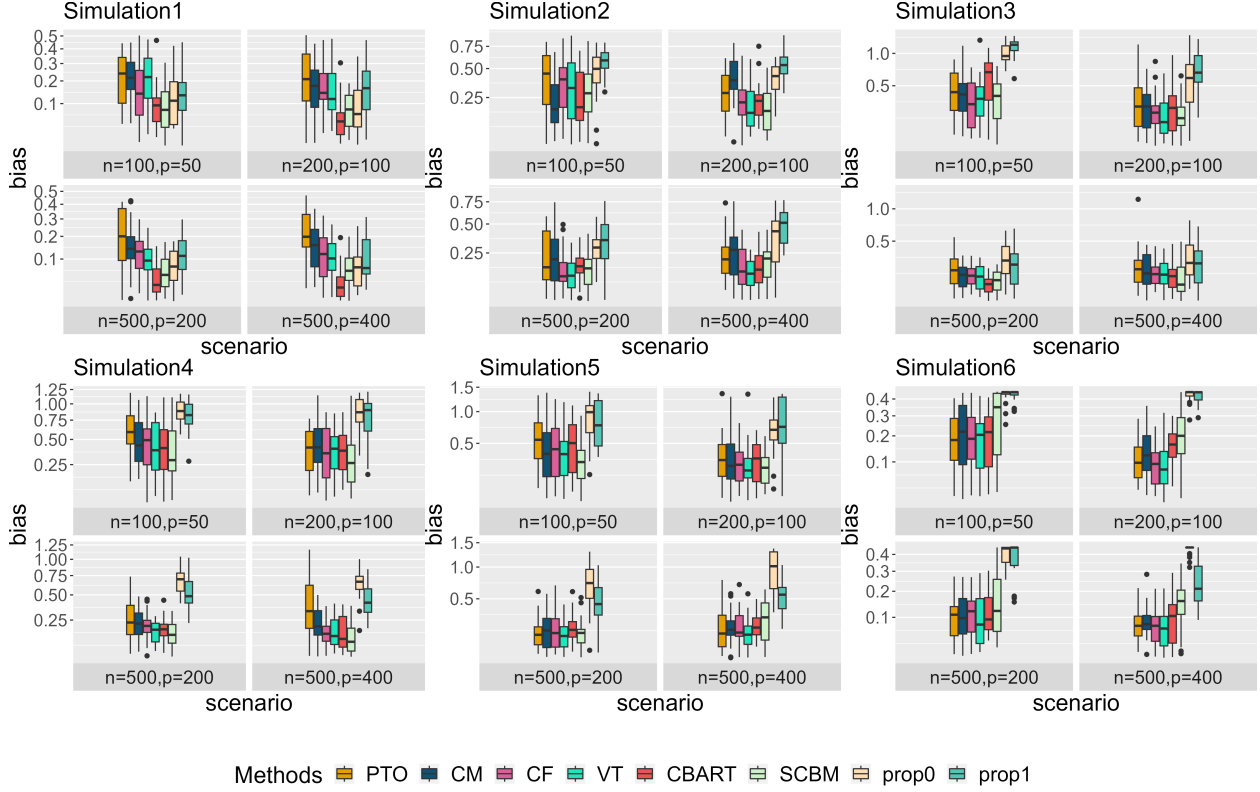 Simulation1
Simulation2
Simulation3
bias
0.5
0.4
0.3
0.2
0.1
n=100,p=50
n=200,p=100
0.5
0.4
0.3
0.2
0.1
n=500,p=200
n=500,p=400
scenario
bias
0.75
0.50
0.25
n=100,p=50
n=200,p=100
0.75
0.50
0.25
n=500,p=200
n=500,p=400
scenario
bias
1.0
0.5
n=100,p=50
n=200,p=100
1.0
0.5
n=500,p=200
n=500,p=400
scenario
Simulation4
Simulation5
Simulation6
bias
1.25
1.00
0.75
0.50
0.25
n=100,p=50
n=200,p=100
1.25
1.00
0.75
0.50
0.25
n=500,p=200
n=500,p=400
scenario
bias
1.5
1.0
0.5
n=100,p=50
n=200,p=100
1.5
1.0
0.5
n=500,p=200
n=500,p=400
scenario
bias
0.4
0.3
0.2
0.1
n=100,p=50
n=200,p=100
0.4
0.3
0.2
0.1
n=500,p=200
n=500,p=400
scenario
Methods PTO CM CF VT CBART SCBM prop0 prop1